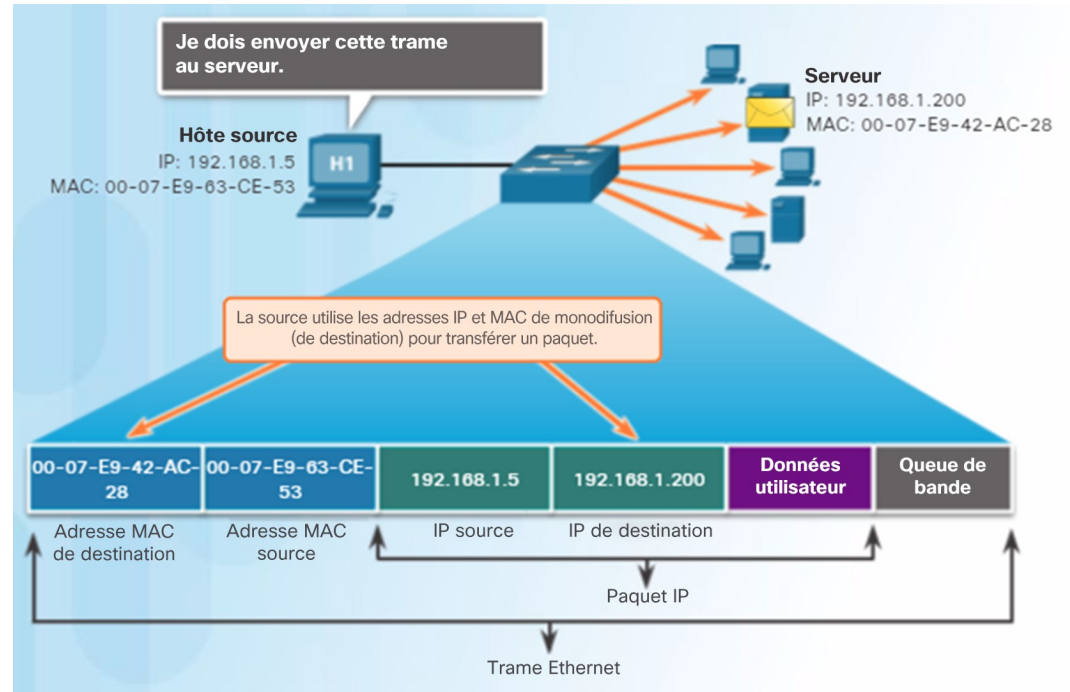 Je dois envoyer cette trame
au serveur.
Serveur
IP: 192.168.1.200
MAC: 00-07-E9-42-AC-28
Hôte source
IP: 192.168.1.5
MAC: 00-07-E9-63-CE-53
H1
La source utilise les adresses IP et MAC de monodifusion
(de destination) pour transférer un paquet.
00-07-E9-42-AC-
28
00-07-E9-63-CE-
53
192.168.1.5
192.168.1.200
Données
utilisateur
Queue de
bande
Adresse MAC
de destination
Adresse MAC
source
IP source
IP de destination
Paquet IP
Trame Ethernet